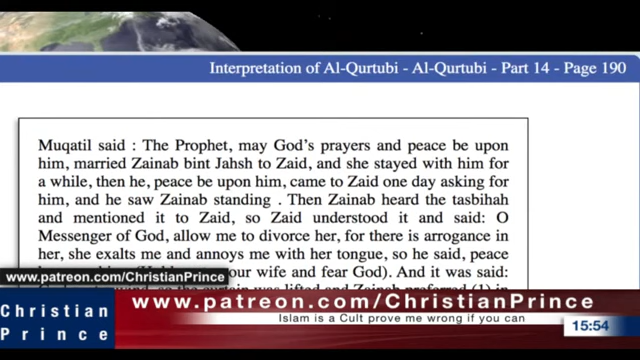 Interpretation of Al-Qurtubi - Al-Qurtubi - Part 14 - Page 190
Muqatil said : The Prophet, may God's prayers and peace be upon
him, married Zainab bint Jahsh to Zaid, and she stayed with him for
a while, then he, peace be upon him, came to Zaid one day asking for
him, and he saw Zainab standing . Then Zainab heard the tasbihah
and mentioned it to Zaid, so Zaid understood it and said: O
Messenger of God, allow me to divorce her, for there is arrogance in
her, she exalts me and annoys me with her tongue, so he said, peace
our wife and fear God). And it was said:
www.patreon.com/ChristianPrince
was lifted and Zainab
(1) in
www.patreon.com/ChristianPrince
Christian
Prince
Islam is a Cult prove me wrong if you can
15:54